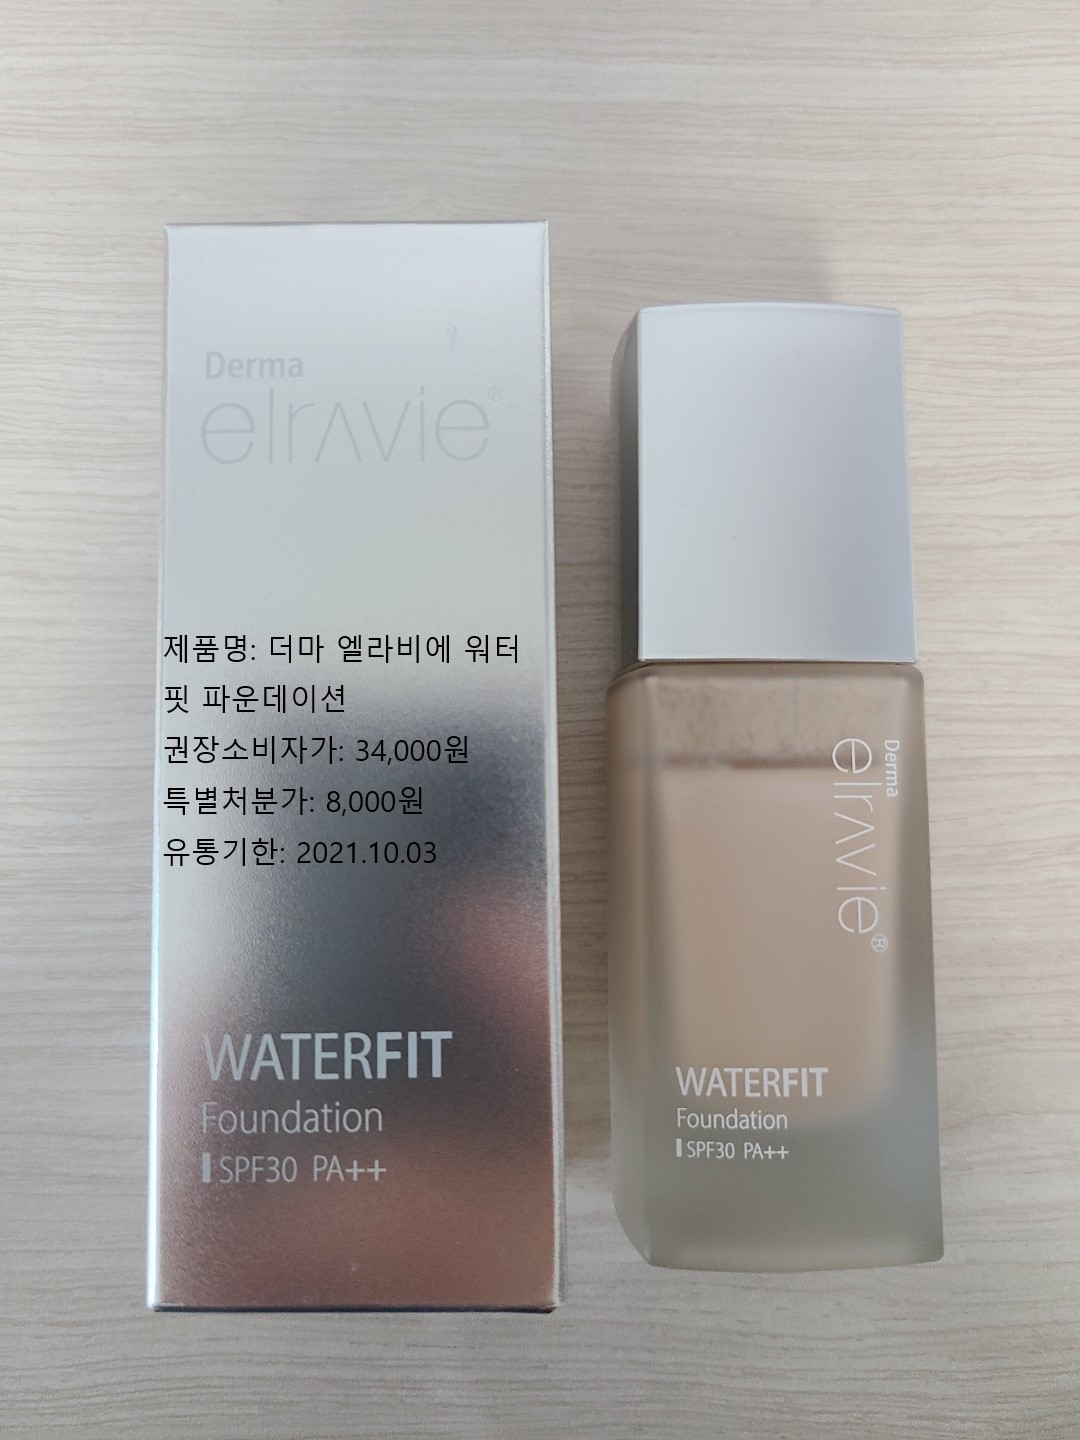 Derma
elravie®
제품명: 더마 엘라비에 워터
핏 파운데이션
권장소비자가: 34,000원
특별처분가: 8,000원
유통기한: 2021.10.03
WATERFIT
Foundation
SPF30 PA++
Derma
elravie®
WATERFIT
Foundation
SPF30 PA++